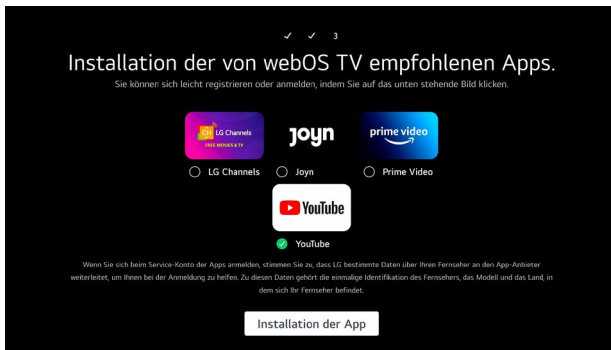 3
Installation der von webOS TV empfohlenen Apps.
Sie können sich leicht registrieren oder anmelden, indem Sie auf das unten stehende Bild klicken.
CH LG Channels
FREE MOVIES & TV
Joyn
prime video
LG Channels
Joyn
Prime Video
YouTube
YouTube
Wenn Sie sich beim Service-Konto der Apps anmelden, stimmen Sie zu, dass LG bestimmte Daten über Ihren Fernseher an den App-Anbieter
weiterleitet, um Ihnen bei der Anmeldung zu helfen. Zu diesen Daten gehört die einmalige Identifikation des Fernsehers, das Modell und das Land, in
dem sich Ihr Fernseher befindet.
Installation der App